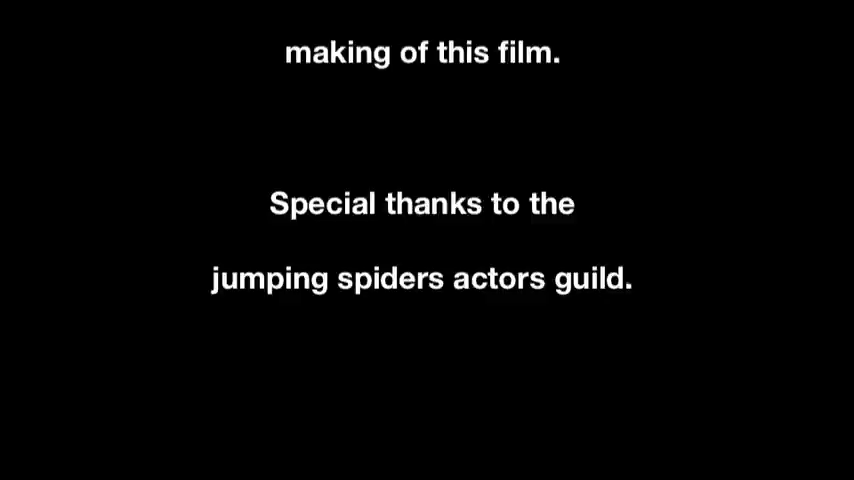 making of this film.
Special thanks to the
jumping spiders actors guild.